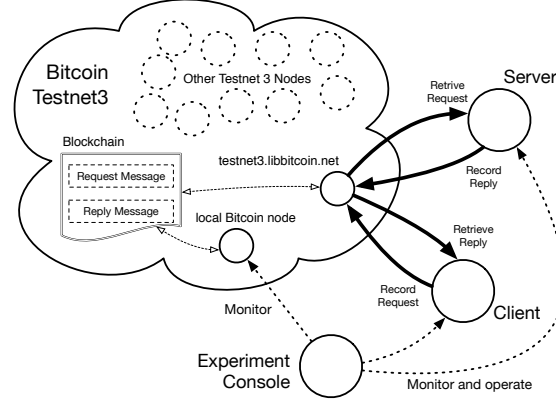 Bitcoin
Testnet3
Other Testnet 3 Nodes
Server
Retrive
Request
Blockchain
testnet3.libbitcoin.net
Record
Reply
Request Message
Reply Message
local Bitcoin node
Retrieve
Reply
Record
Request
Client
Monitor
Experiment
Console
Monitor and operate